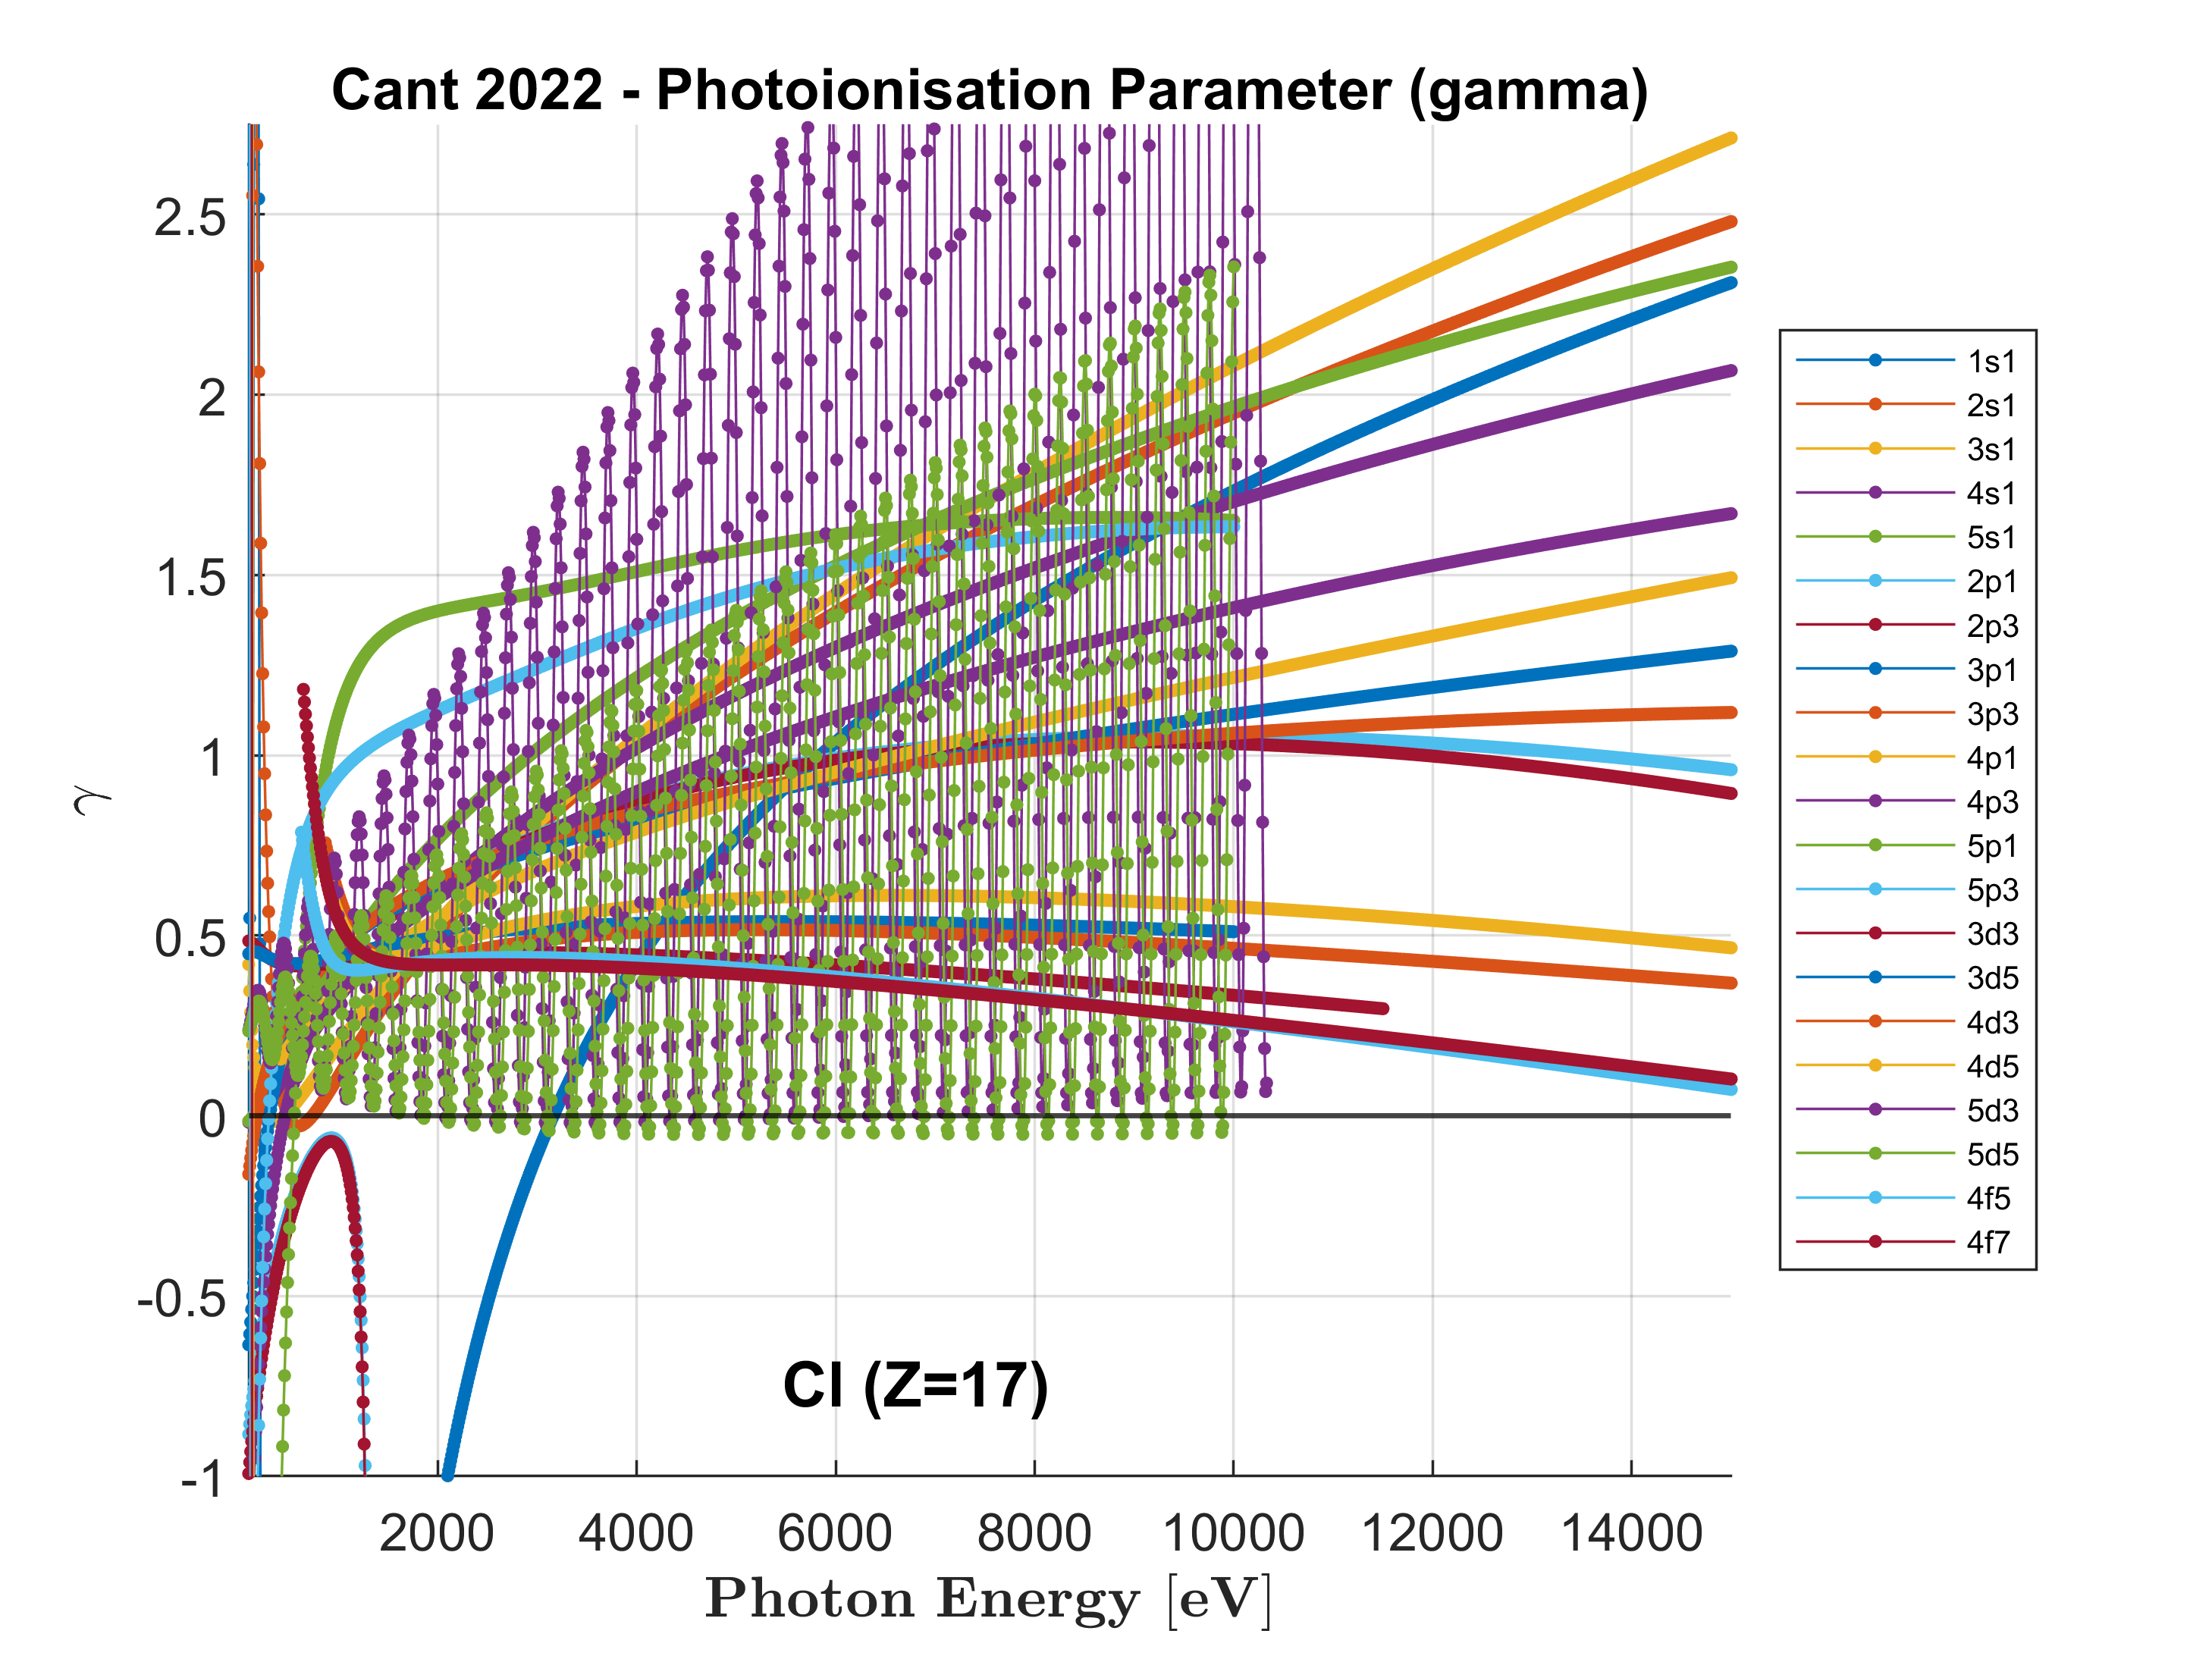 Cant 2022 - Photoionisation Parameter (gamma)
2.5
2
1.5
1
0.5
0
-0.5
-1
γ
Cl (Z=17)
2000 4000 6000 8000 10000 12000 14000
Photon Energy [eV]
1s1
2s1
3s1
4s1
5s1
2p1
2p3
3p1
3p3
4p1
4p3
5p1
5p3
3d3
3d5
4d3
4d5
5d3
5d5
4f5
4f7